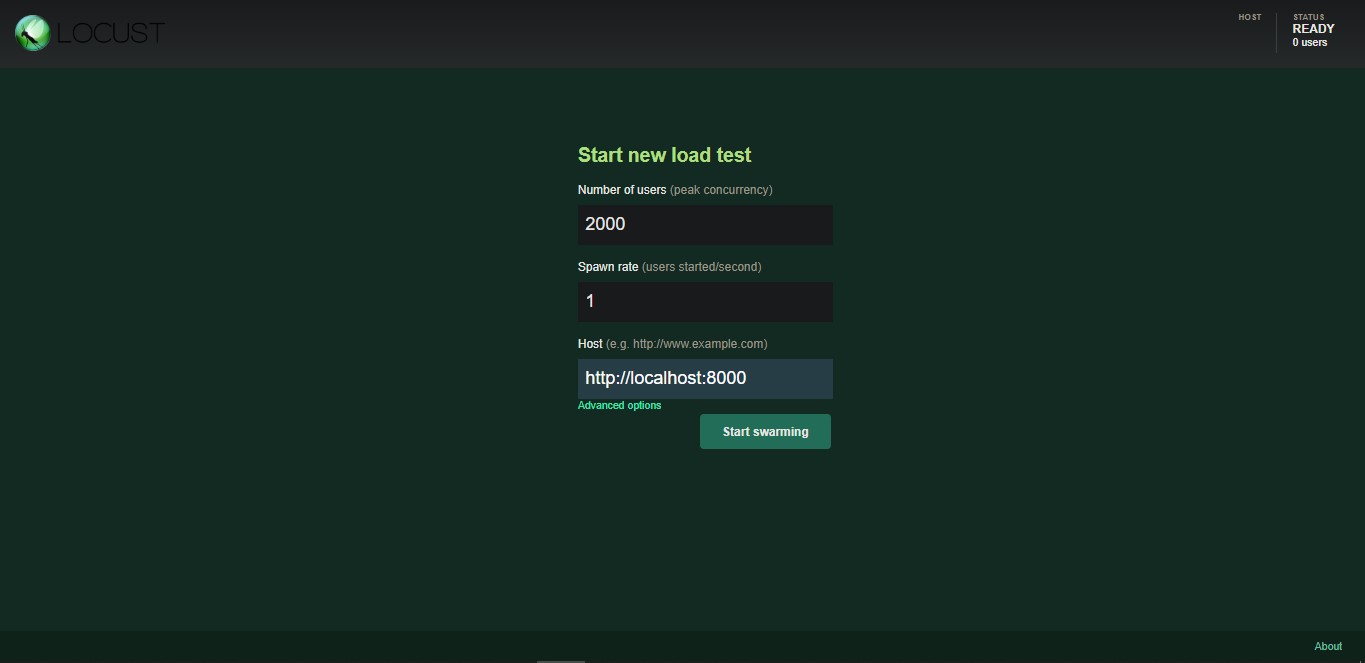 LOCUST
HOST
STATUS
READY
0 users
Start new load test
Number of users (peak concurrency)
2000
Spawn rate (users started/second)
1
Host (e.g. http://www.example.com)
http://localhost:8000
Advanced options
Start swarming
About